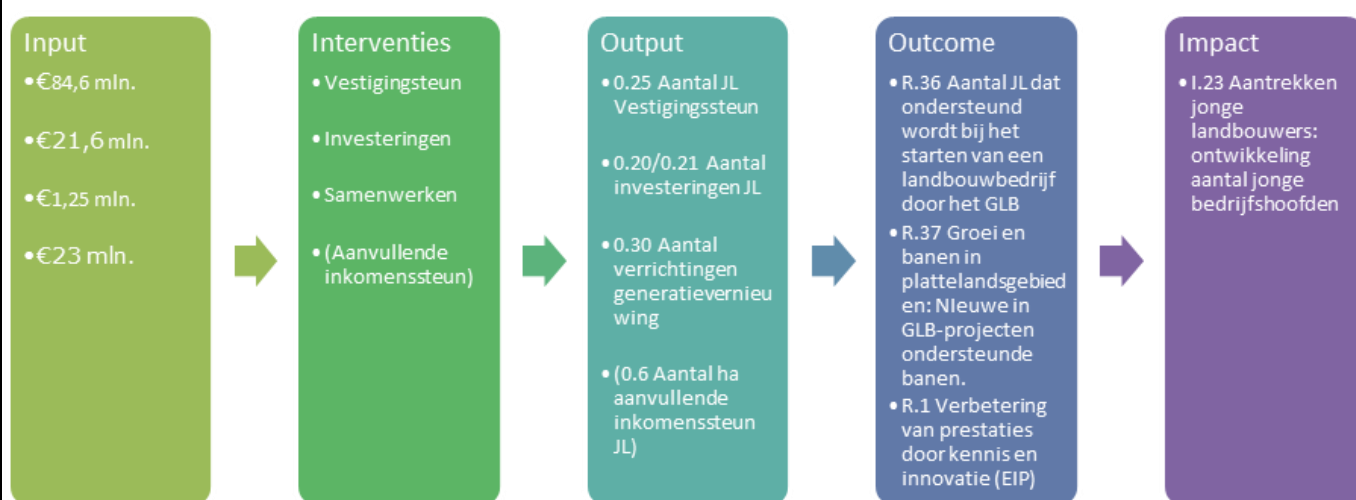 Input
•€84,6 mln.
•€21,6 mln.
•€1,25 mln.
•€23 mln.
Interventies
•Vestigingsteun
•Investeringen
•Samenwerken
•(Aanvullende
inkomenssteun)
Output
•0.25 Aantal JL
Vestigingssteun
•0.20/0.21 Aantal
investeringen JL
•0.30 Aantal
verrichtingen
generatievernieu
wing
•(0.6 Aantal ha
aanvullende
inkomenssteun
JL)
Outcome
•R.36 Aantal JL dat
ondersteund
wordt bij het
starten van een
landbouwbedrijf
door het GLB
•R.37 Groei en
banen in
plattelandsgebied
en: NIeuwe in
GLB-projecten
ondersteunde
banen.
•R.1 Verbetering
van prestaties
door kennis en
innovatie (EIP)
Impact
•I.23 Aantrekken
jonge
landbouwers:
ontwikkeling
aantal jonge
bedrijfshoofden